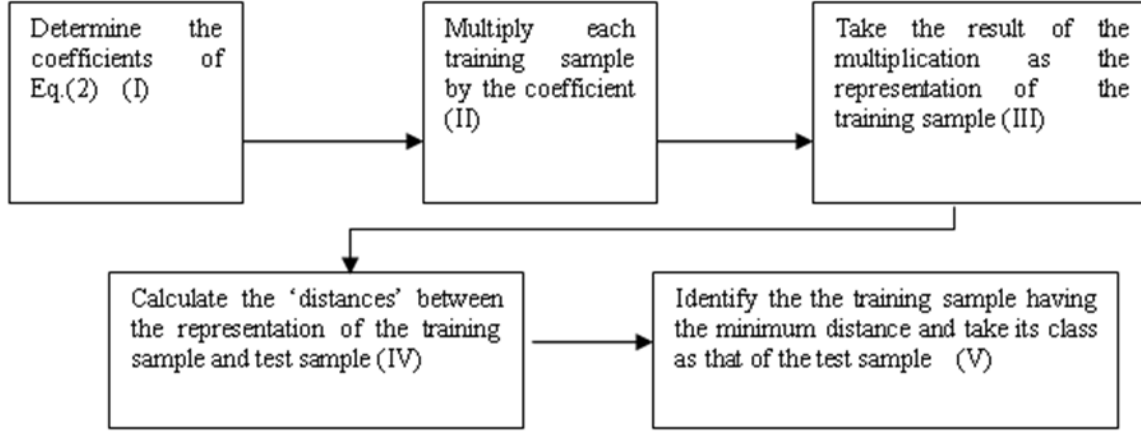 Determine the
coefficients of
Eq.(2) (I)
Multiply each
training sample
by the coefficient
(II)
Take the result of the
multiplication as the
representation of the
training sample (III)
Calculate the ‘distances’ between
the representation of the training
sample and test sample (IV)
Identify the the training sample having
the minimum distance and take its class
as that of the test sample (V)